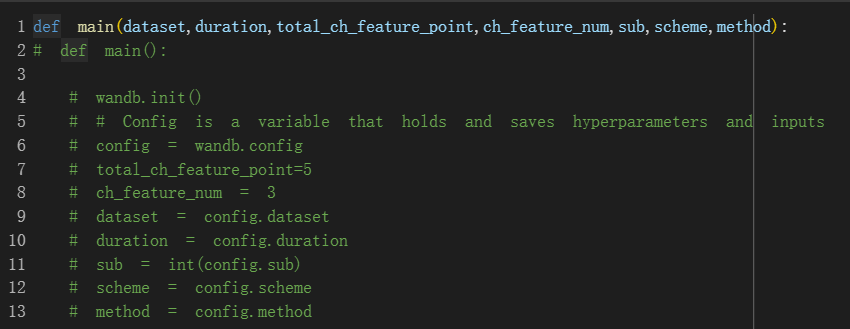 1 def main(dataset,duration,total_ch_feature_point,ch_feature_num,sub,scheme,method):
2 # def main():
3
4 # wandb.init()
5 # # Config is a variable that holds and saves hyperparameters and inputs
6 # config = wandb.config
7 # total_ch_feature_point=5
8 # ch_feature_num = 3
9 # dataset = config.dataset
10 # duration = config.duration
11 # sub = int(config.sub)
12 # scheme = config.scheme
13 # method = config.method